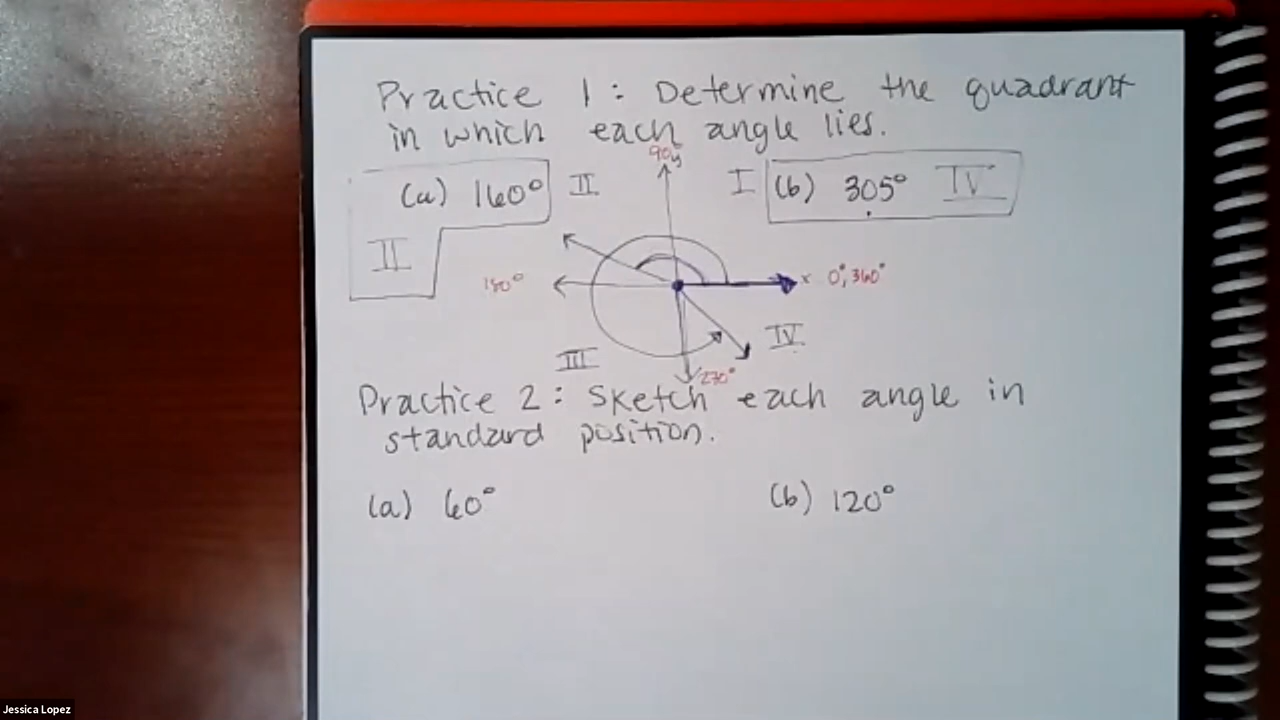 Practice 1: Determine the quadrant
in which each angle lies.
90° y
(a) 160° II
I (b) 305° IV
II
180°
x 0°, 360°
III
IV
270°
Practice 2: Sketch each angle in
standard position.
(a) 60°
(b) 120°
Jessica Lopez